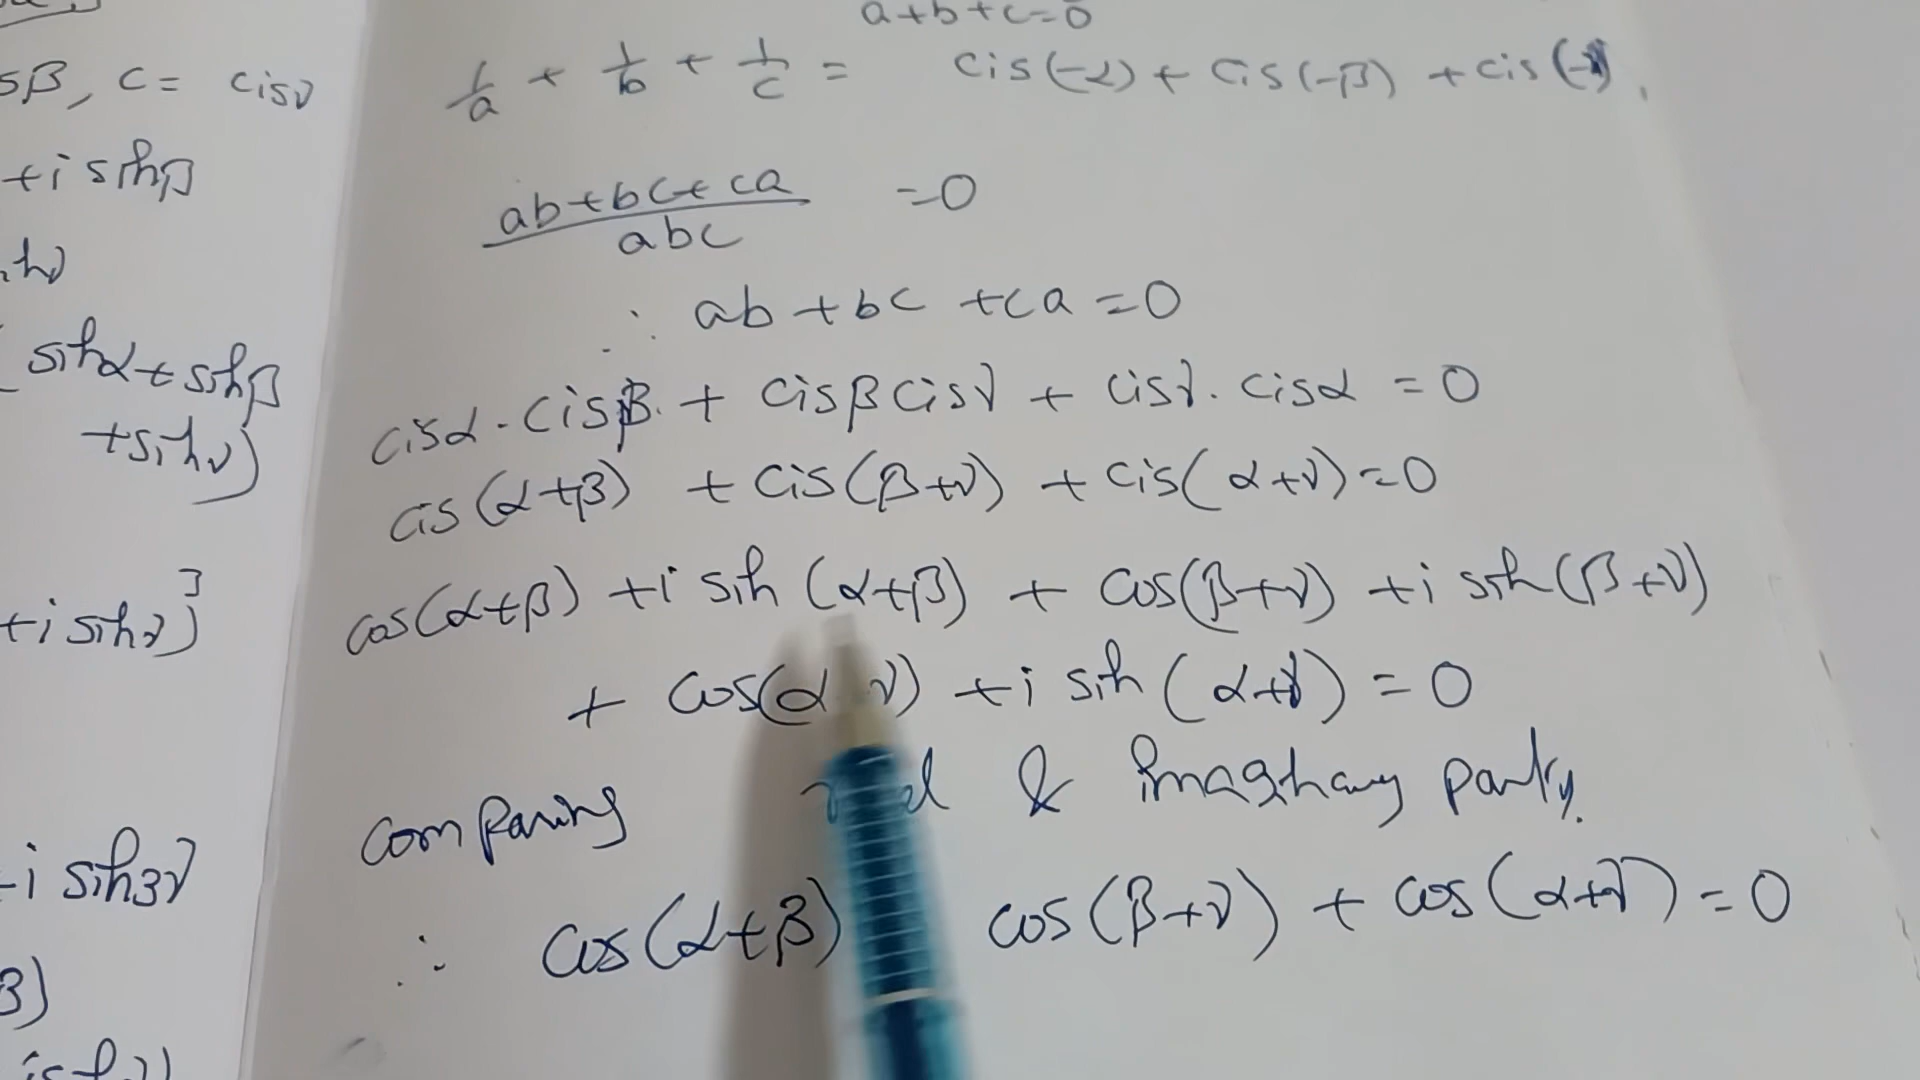 sβ, c = cisγ
+i sinβ
sinα+sinβ
+sinγ)
+i sinγ}
-i sin3γ
β)
a+b+c=0
1/a + 1/b + 1/c = cis(-α) + cis(-β) + cis(-γ)
(ab+bc+ca)/abc =0
∴ ab+bc +ca =0
cisα·cisβ. + cisβcisγ + cisγ. cisα =0
cis(α+β) +cis(β+γ) +cis(α+γ)=0
cos(α+β) +i sin (α+β) + cos(β+γ) +i sin(β+γ)
+ cos(α γ) +i sin (α+γ) =0
comparing & imaginary parts.
∴ cos(α+β) cos(β+γ) + cos(α+γ) =0